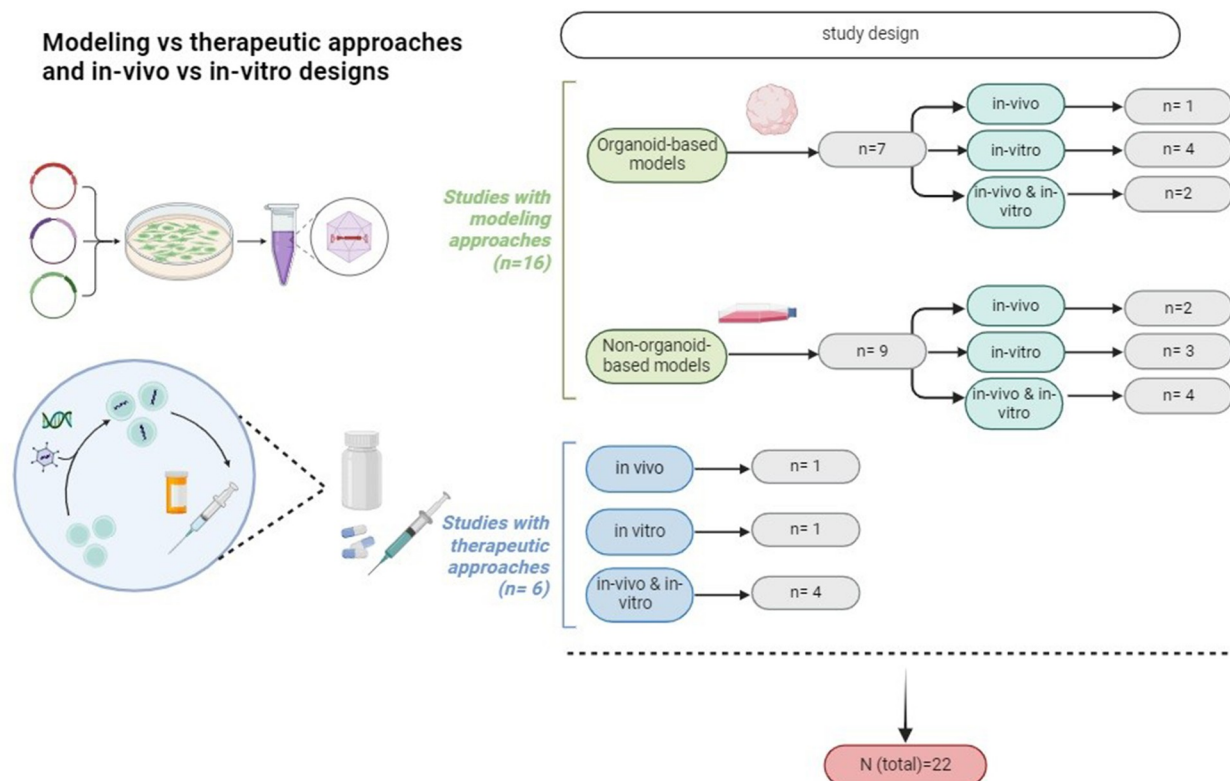 Modeling vs therapeutic approaches
and in-vivo vs in-vitro designs
study design
Studies with
modeling
approaches
(n=16)
Organoid-based
models
n=7
in-vivo
n= 1
in-vitro
n= 4
in-vivo & in-
vitro
n=2
Non-organoid-
based models
n= 9
in-vivo
n=2
in-vitro
n= 3
in-vivo & in-
vitro
n= 4
Studies with
therapeutic
approaches
(n= 6)
in vivo
n= 1
in vitro
n= 1
in-vivo & in-
vitro
n= 4
N (total)=22